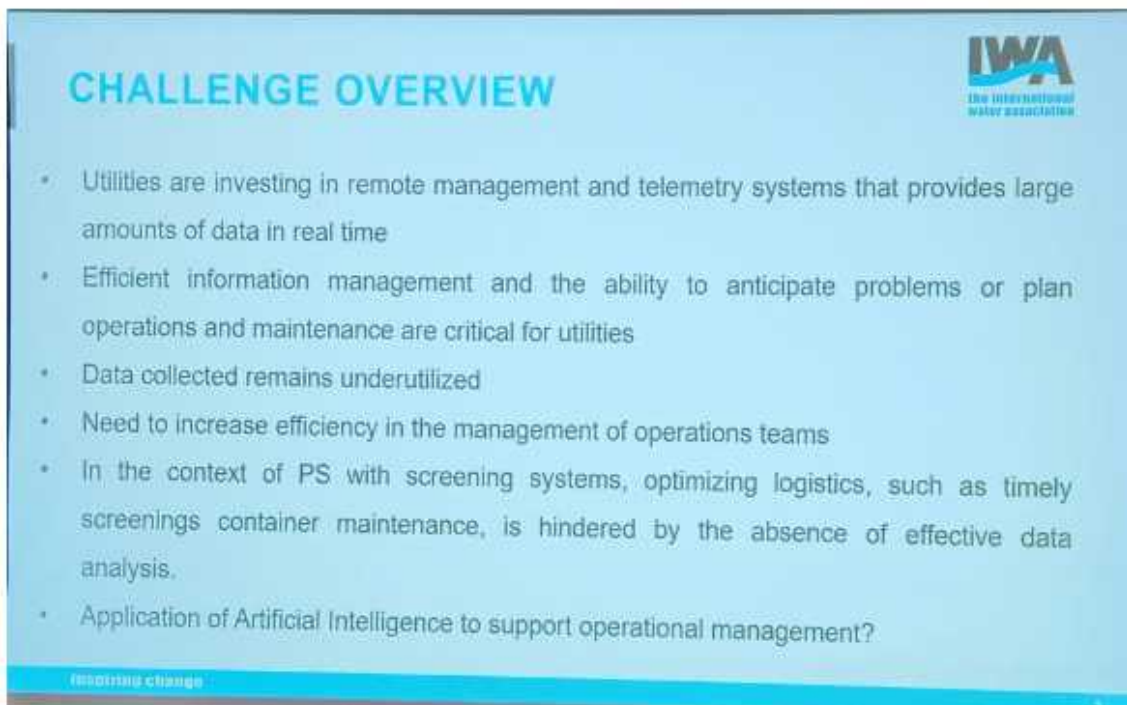 IWA
the international
water association
CHALLENGE OVERVIEW
• Utilities are investing in remote management and telemetry systems that provides large
amounts of data in real time
• Efficient information management and the ability to anticipate problems or plan
operations and maintenance are critical for utilities
• Data collected remains underutilized
• Need to increase efficiency in the management of operations teams
• In the context of PS with screening systems, optimizing logistics, such as timely
screenings container maintenance, is hindered by the absence of effective data
analysis.
• Application of Artificial Intelligence to support operational management?
inspiring change